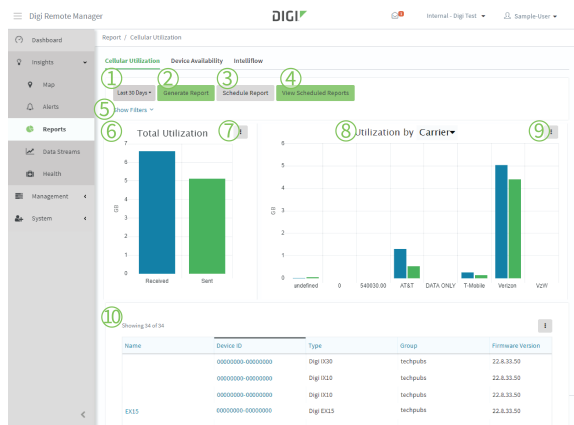 Digi Remote Manager
DIGI
Internal - Digi Test
Sample-User
Dashboard
Insights
Map
Alerts
Reports
Data Streams
Health
Management
System
Report / Cellular Utilization
Cellular Utilization Device Availability Intelliflow
1 2 3 4
Last 30 Days Generate Report Schedule Report View Scheduled Reports
5 Show Filters
6 Total Utilization 7
7
6
5
4
3
2
1
0
GB
Received Sent
8 Utilization by Carrier 9
6
5
4
3
2
1
0
GB
undefined 0 540630.00 AT&T DATA ONLY T-Mobile Verizon VzW
10 Showing 34 of 34
Name Device ID Type Group Firmware Version
00000000-00000000 Digi IX30 techpubs 22.8.33.50
00000000-00000000 Digi IX10 techpubs 22.8.33.50
00000000-00000000 Digi IX10 techpubs 22.8.33.50
EX15 00000000-00000000 Digi EX15 techpubs 22.8.33.50